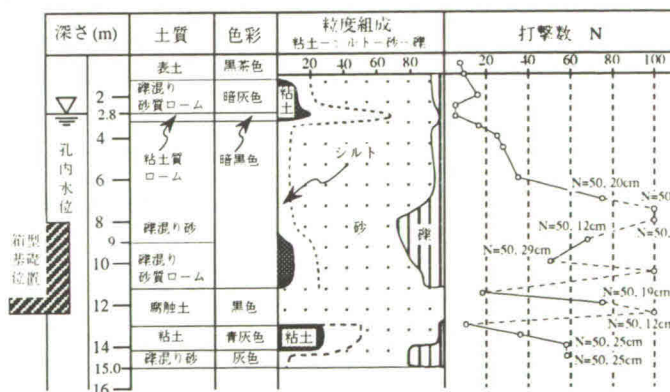 深さ(m) 土質 色彩 粒度組成 打撃数 N
粘土―シルト―砂―礫
表土 黒茶色 20 40 60 80 0 20 40 60 80 100
2 礫混り 砂質ローム 暗灰色 粘土
2.8
4 粘土質 ローム 暗黒色 シルト
孔内水位
6 N=50, 20cm N=50,
8 礫混り砂 砂 礫 N=50, 12cm N=50,
9 N=50, 29cm
箱型 基礎 位置
10 礫混り 砂質ローム
N=50, 19cm
12 腐触土 黒色
N=50, 12cm
粘土 青灰色 粘土
14 N=50, 25cm
礫混り砂 灰色
15.0 N=50, 25cm
16